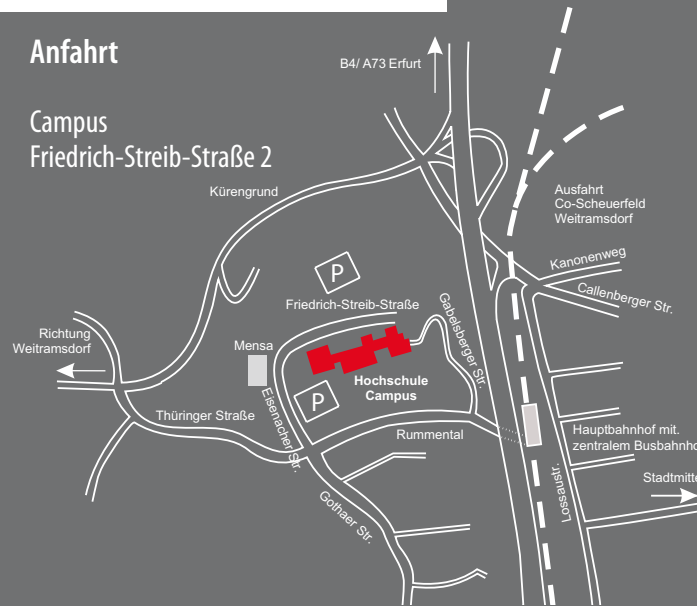 Anfahrt
Campus
Friedrich-Streib-Straße 2
B4/ A73 Erfurt
Kürengrund
Ausfahrt
Co-Scheuerfeld
Weitramsdorf
Kanonenweg
Callenberger Str.
P
Friedrich-Streib-Straße
Gabelsberger Str.
Richtung
Weitramsdorf
Mensa
Hochschule
Campus
P
Eisenacher Str.
Thüringer Straße
Rummental
Hauptbahnhof mit.
zentralem Busbahnho
Lossaustr.
Stadtmitte
Gothaer Str.